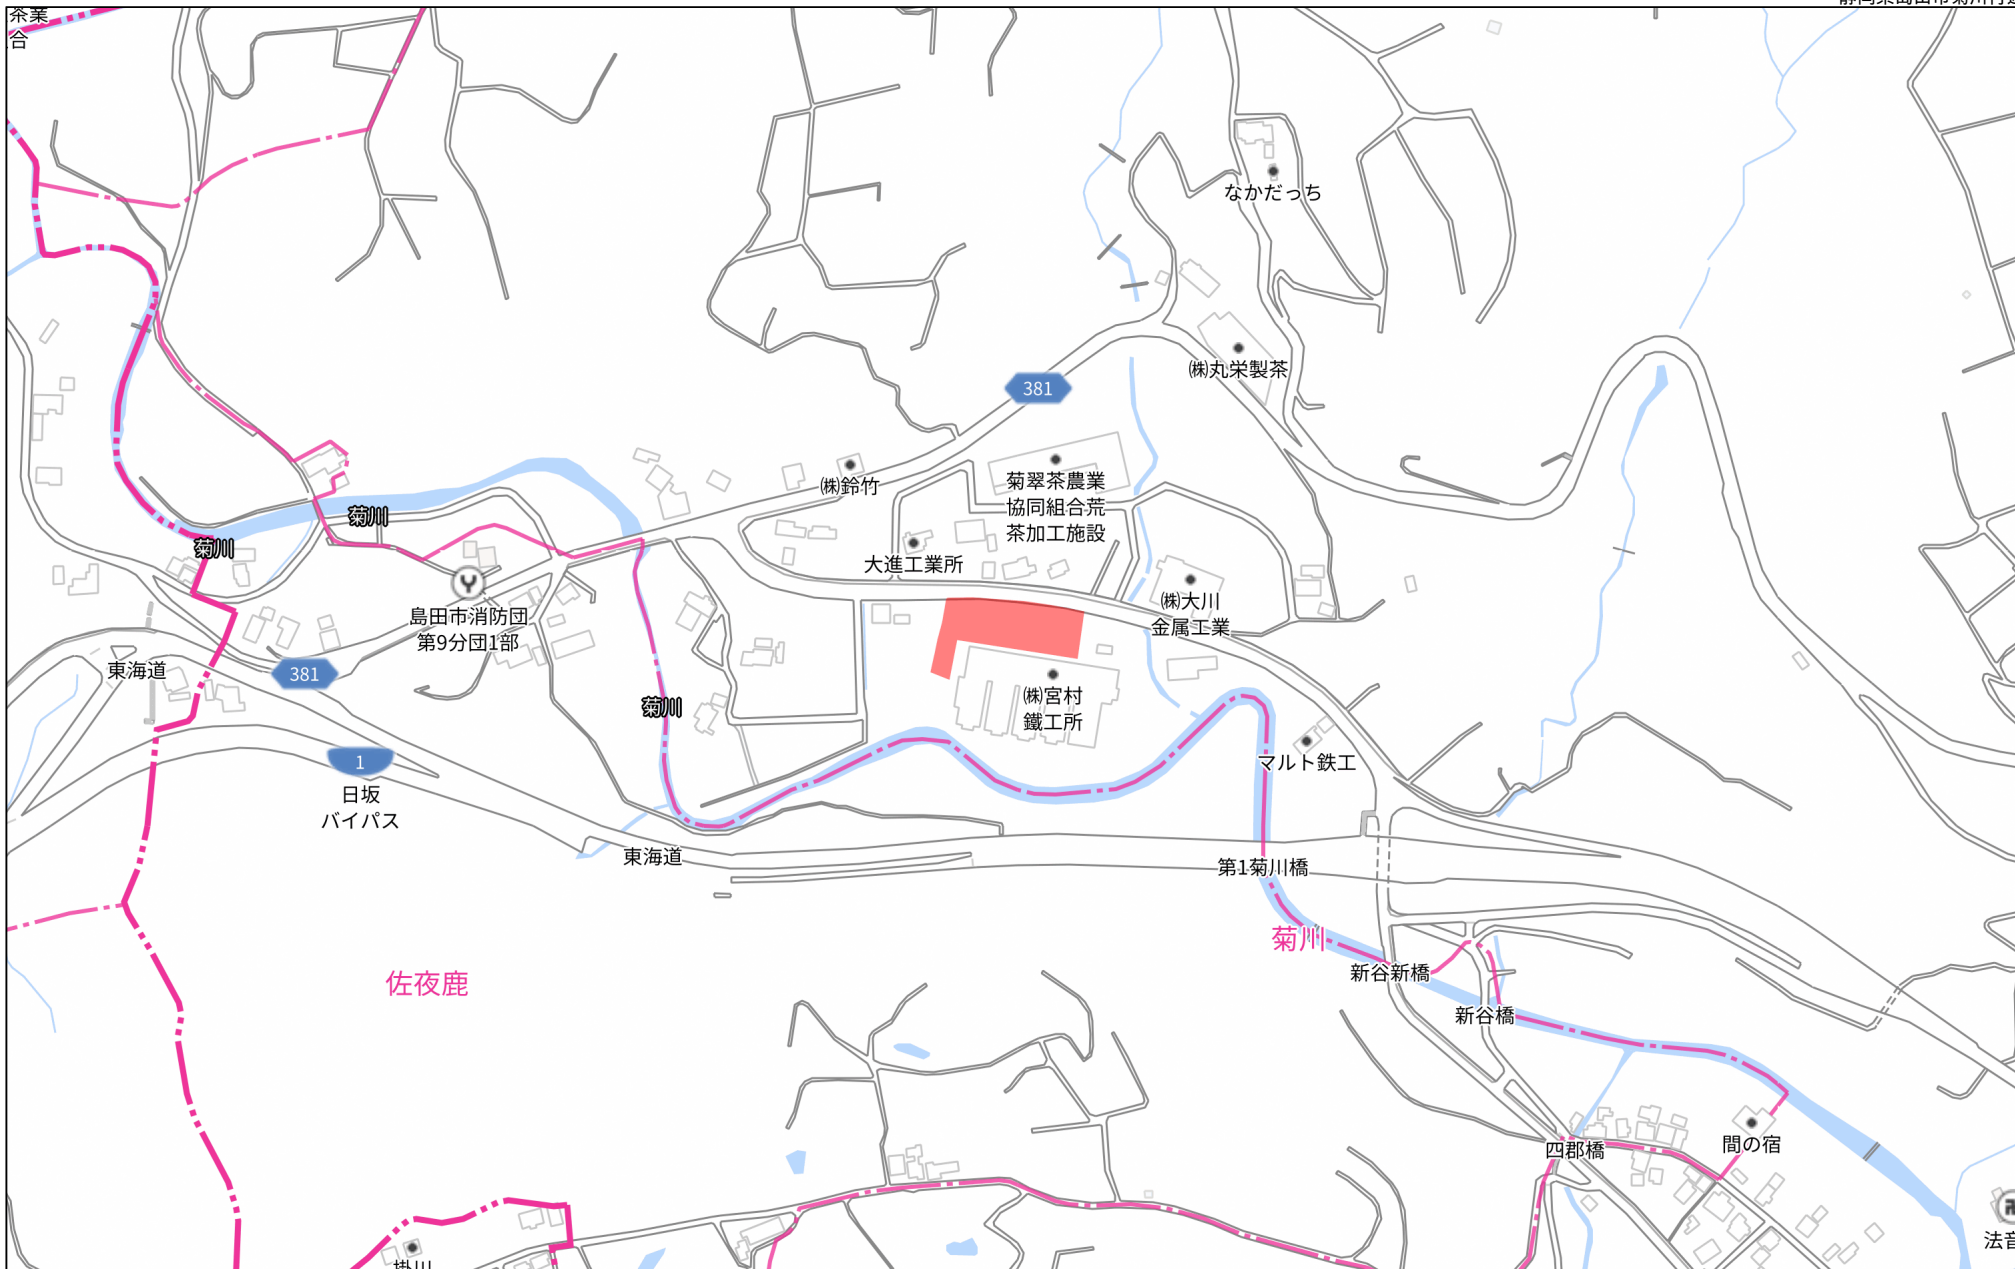 茶業
合
なかだっち
㈱丸栄製茶
381
㈱鈴竹
菊翠茶農業
協同組合荒
茶加工施設
菊川
菊川
大進工業所
㈱大川
金属工業
島田市消防団
第9分団1部
東海道
381
菊川
㈱宮村
鐵工所
マルト鉄工
1
日坂
バイパス
東海道
第1菊川橋
菊川
佐夜鹿
新谷新橋
新谷橋
四郡橋
間の宿
法音
掛川